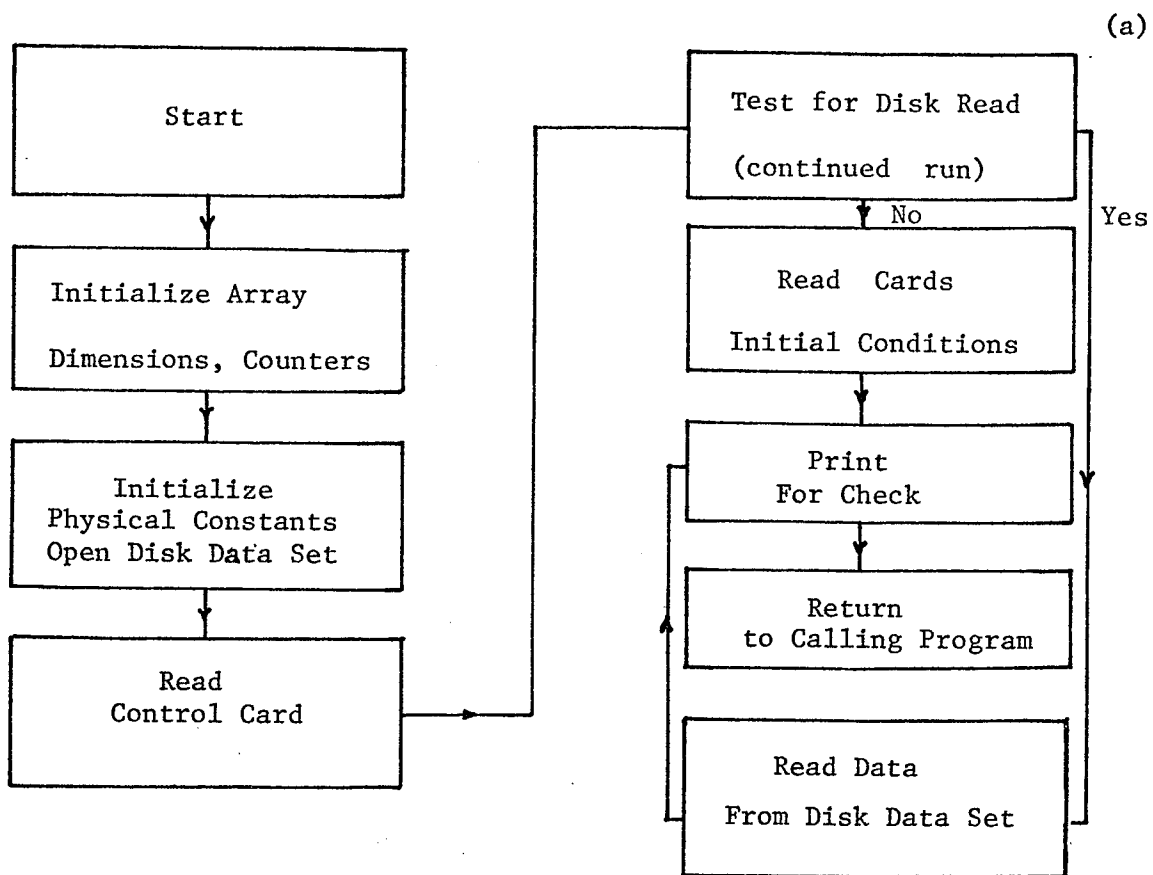 (a)
Start
Initialize Array
Dimensions, Counters
Initialize
Physical Constants
Open Disk Data Set
Read
Control Card
Test for Disk Read
(continued run)
No
Yes
Read Cards
Initial Conditions
Print
For Check
Return
to Calling Program
Read Data
From Disk Data Set